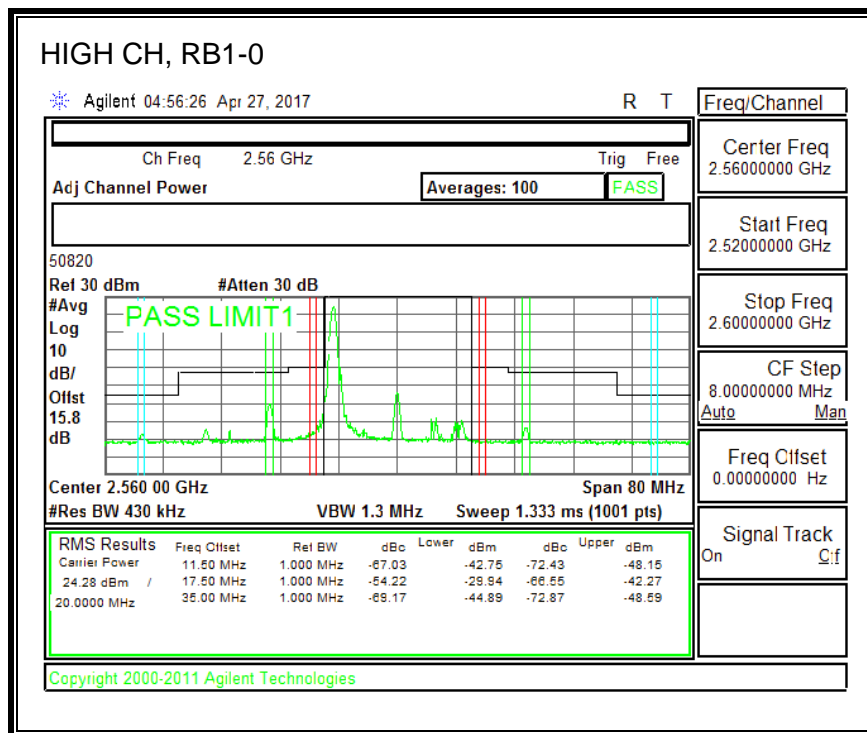 HIGH CH, RB1-0
Agilent 04:56:26 Apr 27, 2017 R T
Freq/Channel
Ch Freq 2.56 GHz Trig Free
Adj Channel Power Averages: 100 PASS
Center Freq
2.56000000 GHz
Start Freq
2.52000000 GHz
Stop Freq
2.60000000 GHz
CF Step
8.00000000 MHz
Auto Man
Freq Offset
0.00000000 Hz
Signal Track
On Off
50820
Ref 30 dBm #Atten 30 dB
#Avg
Log
10
dB/
Offst
15.8
dB
PASS LIMIT1
Center 2.560 00 GHz Span 80 MHz
#Res BW 430 kHz VBW 1.3 MHz Sweep 1.333 ms (1001 pts)
RMS Results Freq Offset Ref BW dBc Lower dBm dBc Upper dBm
Carrier Power 11.50 MHz 1.000 MHz -67.03 -42.75 -72.43 -48.15
24.28 dBm / 17.50 MHz 1.000 MHz -54.22 -29.94 -66.55 -42.27
20.0000 MHz 35.00 MHz 1.000 MHz -69.17 -44.89 -72.87 -48.59
Copyright 2000-2011 Agilent Technologies